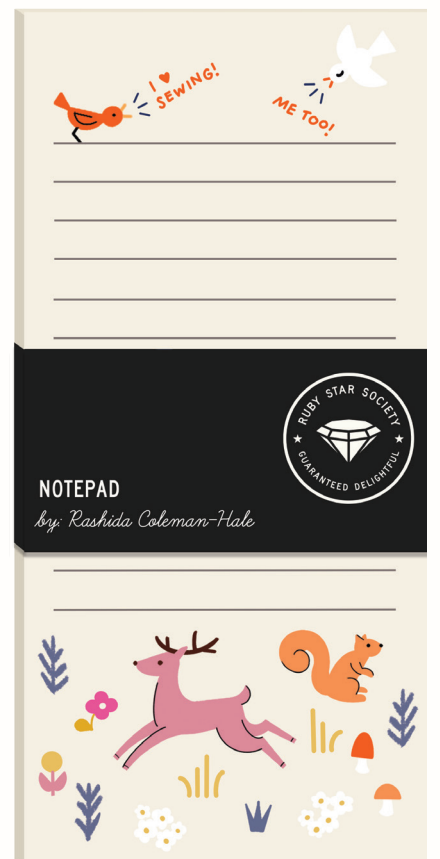 I ♥
SEWING!
ME TOO!
RUBY STAR SOCIETY
GUARANTEED DELIGHTFUL
NOTEPAD
by: Rashida Coleman-Hale